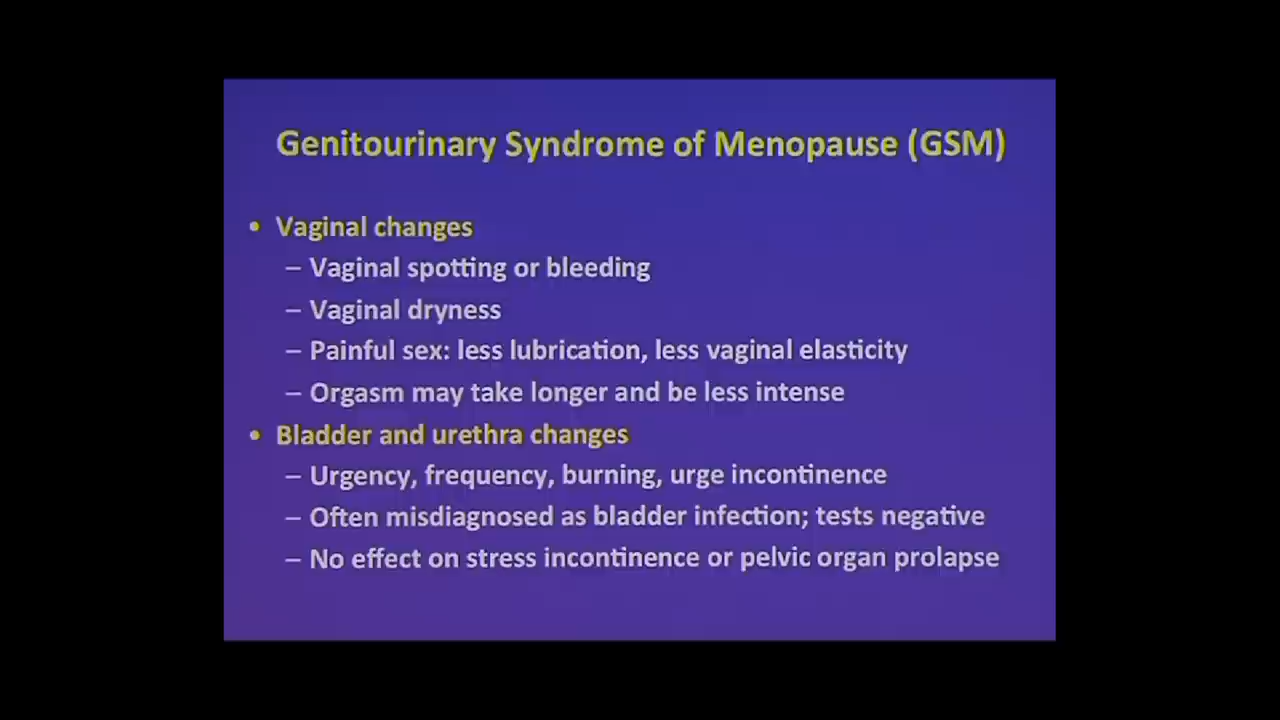 Genitourinary Syndrome of Menopause (GSM)
• Vaginal changes
– Vaginal spotting or bleeding
– Vaginal dryness
– Painful sex: less lubrication, less vaginal elasticity
– Orgasm may take longer and be less intense
• Bladder and urethra changes
– Urgency, frequency, burning, urge incontinence
– Often misdiagnosed as bladder infection; tests negative
– No effect on stress incontinence or pelvic organ prolapse